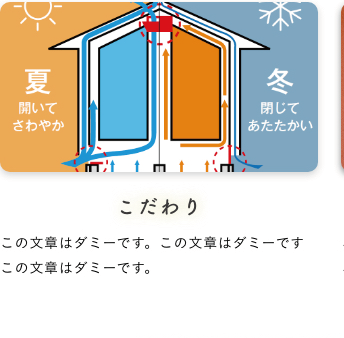 夏
開いて
さわやか
冬
閉じて
あたたかい
こだわり
この文章はダミーです。この文章はダミーです
この文章はダミーです。